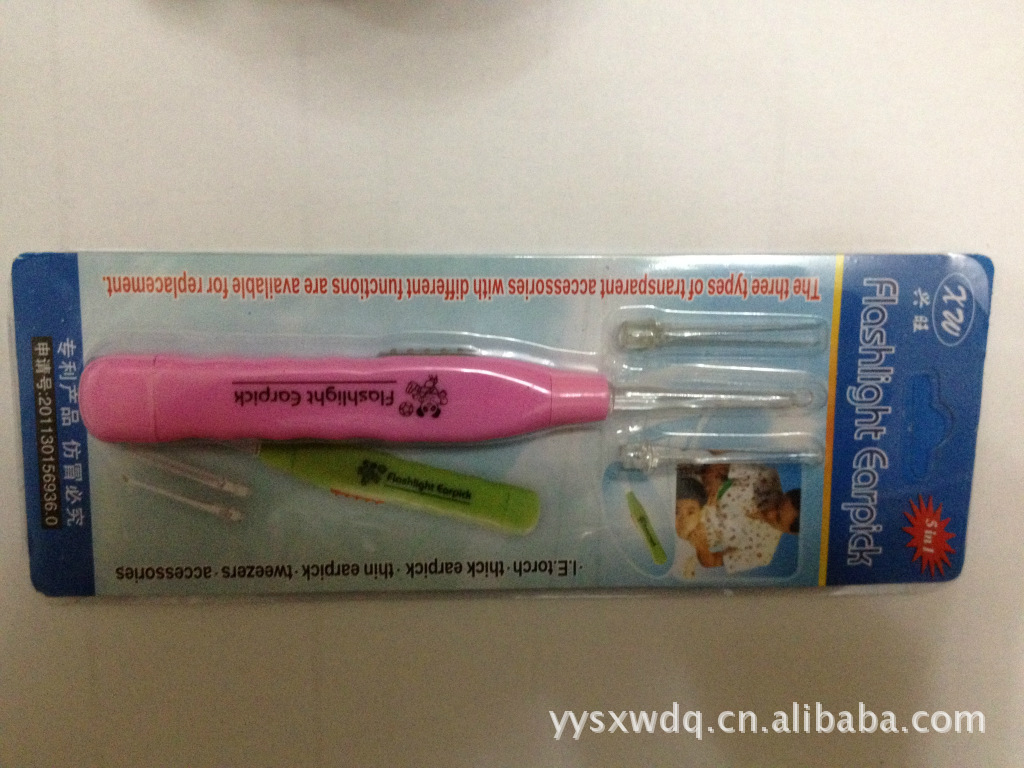 XW
兴旺
Flashlight Earpick
5 in 1
The three types of transparent accessories with different functions are available for replacement.
Flashlight Earpick
Flashlight Earpick
·I.E.torch·thick earpick·thin earpick·tweezers·accessories
专利产品 仿冒必究
申请号:201130156936.0
yysxwdq.cn.alibaba.com